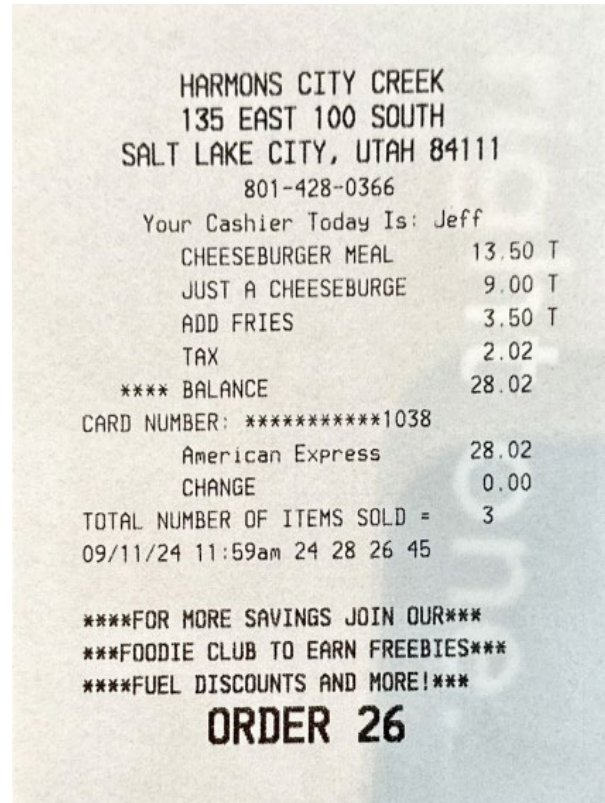 HARMONS CITY CREEK
135 EAST 100 SOUTH
SALT LAKE CITY, UTAH 84111
801-428-0366
Your Cashier Today Is: Jeff
CHEESEBURGER MEAL 13.50 T
JUST A CHEESEBURGE 9.00 T
ADD FRIES 3.50 T
TAX 2.02
**** BALANCE 28.02
CARD NUMBER: ***********1038
American Express 28.02
CHANGE 0.00
TOTAL NUMBER OF ITEMS SOLD = 3
09/11/24 11:59am 24 28 26 45
****FOR MORE SAVINGS JOIN OUR***
***FOODIE CLUB TO EARN FREEBIES***
****FUEL DISCOUNTS AND MORE!***
ORDER 26